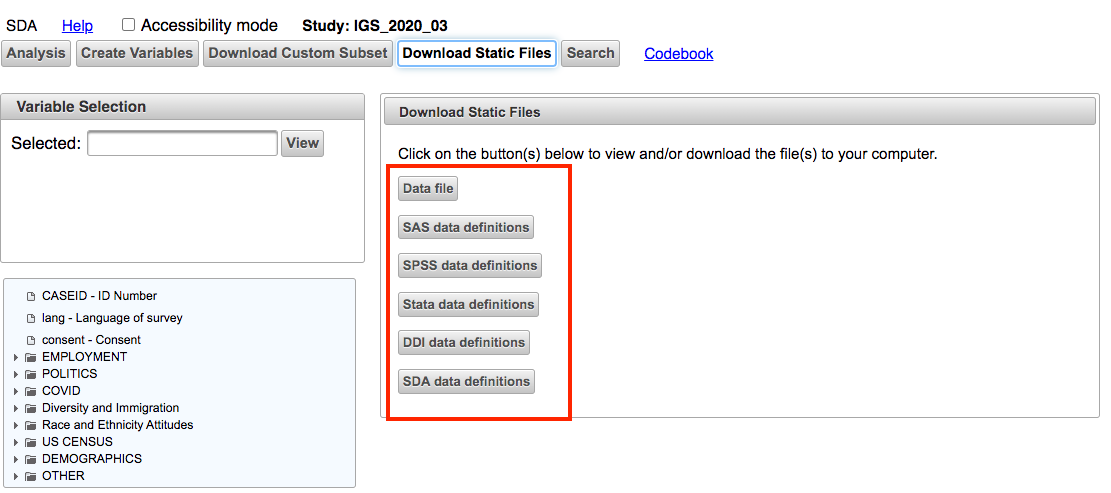 SDA Help Accessibility mode Study: IGS_2020_03
Analysis Create Variables Download Custom Subset Download Static Files Search Codebook
Variable Selection
Selected: View
CASEID - ID Number
lang - Language of survey
consent - Consent
EMPLOYMENT
POLITICS
COVID
Diversity and Immigration
Race and Ethnicity Attitudes
US CENSUS
DEMOGRAPHICS
OTHER
Download Static Files
Click on the button(s) below to view and/or download the file(s) to your computer.
Data file
SAS data definitions
SPSS data definitions
Stata data definitions
DDI data definitions
SDA data definitions